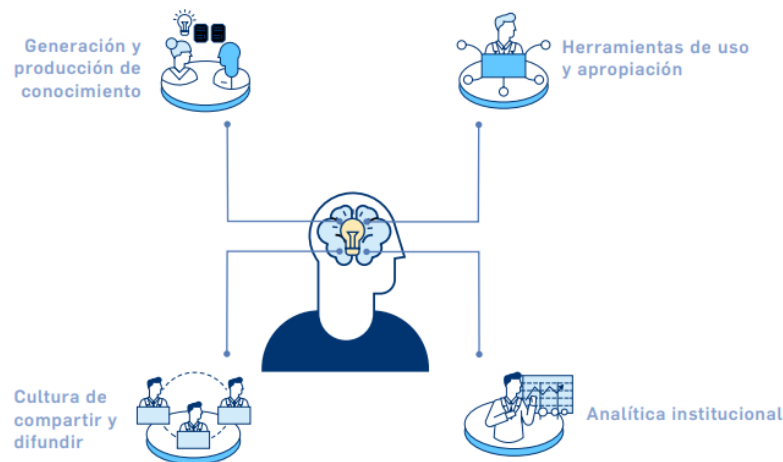 Generación y
producción de
conocimiento
Herramientas de uso
y apropiación
Cultura de
compartir y
difundir
Analítica institucional